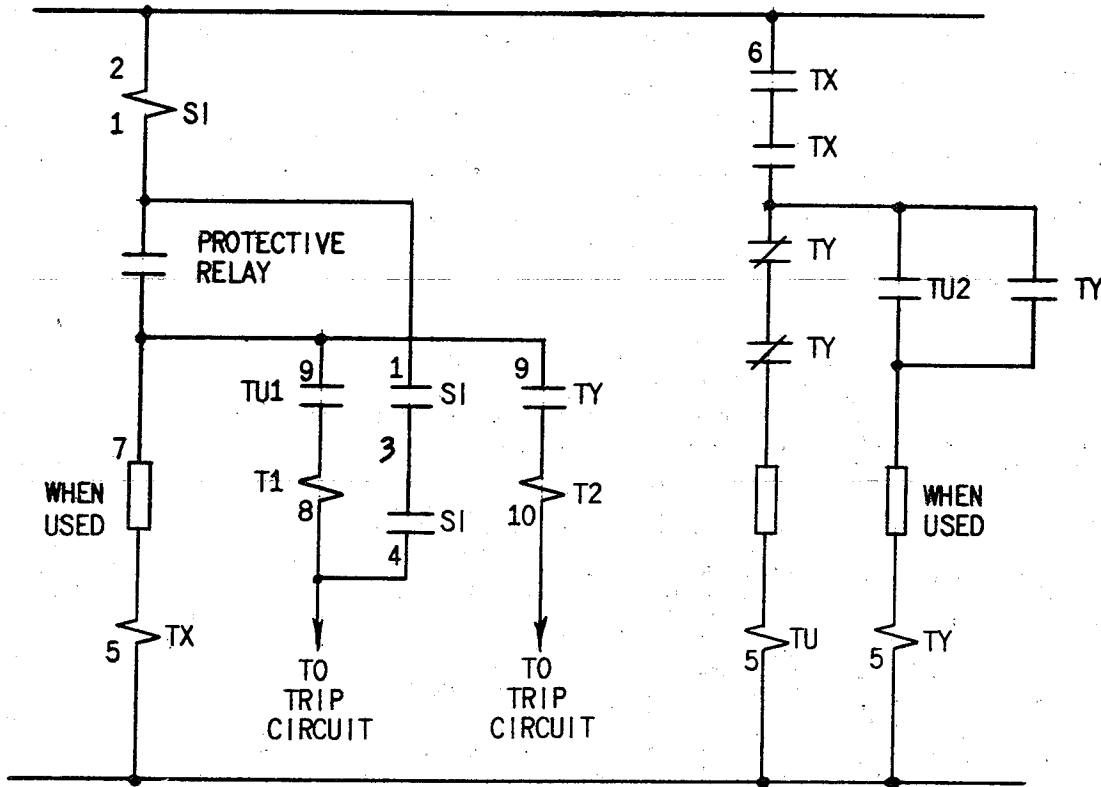 2
SI
1
PROTECTIVE
RELAY
9
TU1
1
SI
9
TY
3
7
WHEN
USED
T1
8
SI
4
T2
10
TX
5
TO
TRIP
CIRCUIT
TO
TRIP
CIRCUIT
6
TX
TX
TY
TU2
TY
TY
WHEN
USED
TU
5
TY
5